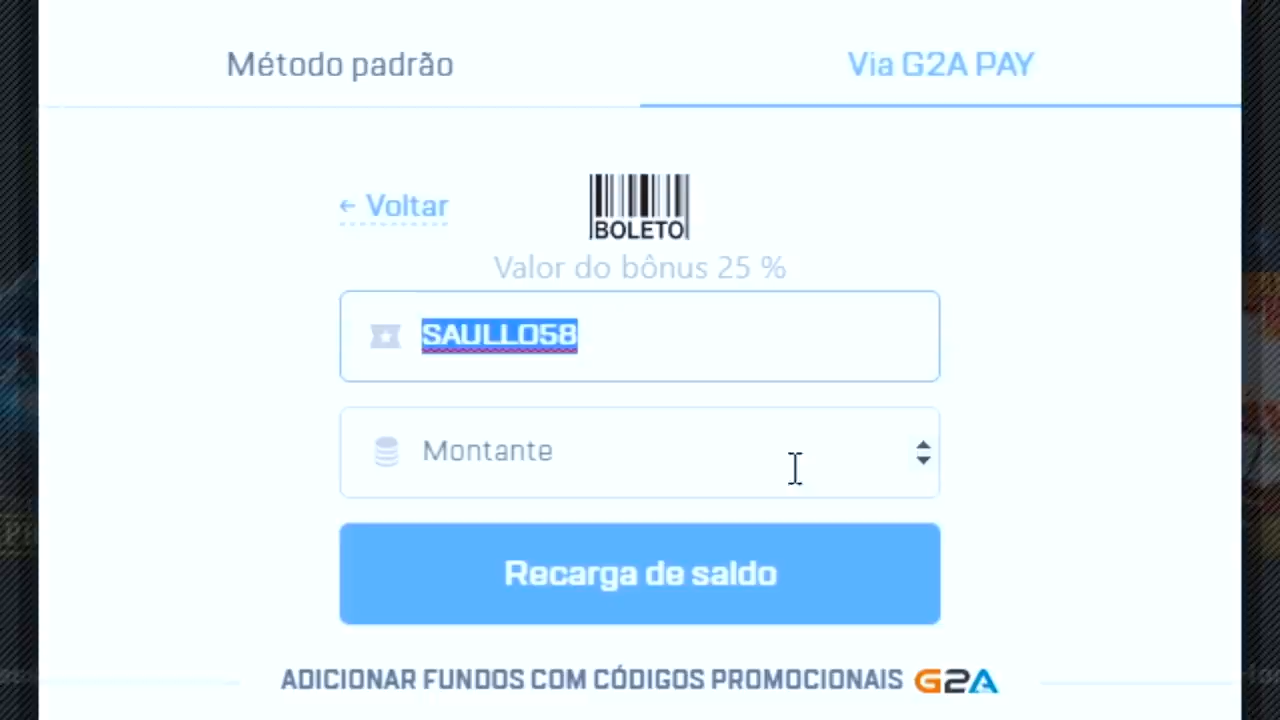 Método padrão
Via G2A PAY
← Voltar
BOLETO
Valor do bônus 25 %
SAULLO58
Montante
Recarga de saldo
ADICIONAR FUNDOS COM CÓDIGOS PROMOCIONAIS G2A